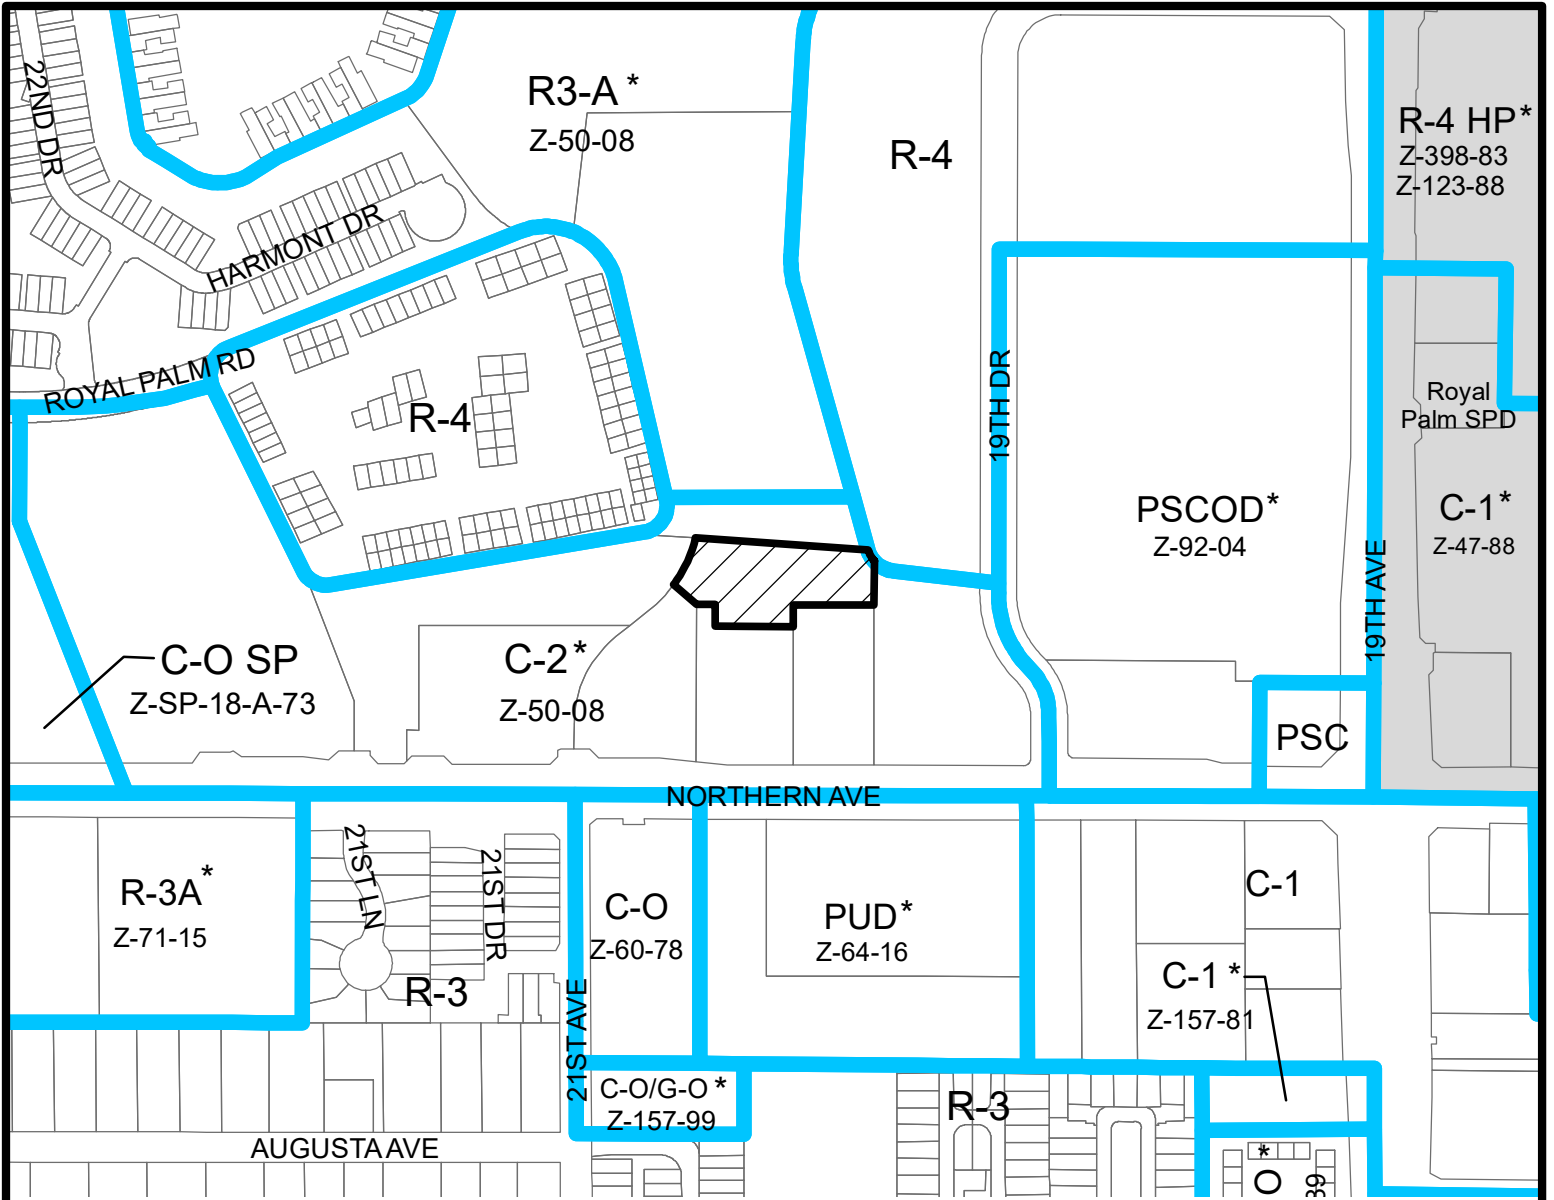 22ND DR
R3-A *
Z-50-08
R-4
R-4 HP*
Z-398-83
Z-123-88
HARMONT DR
ROYAL PALM RD
R-4
19TH DR
Royal
Palm SPD
PSCOD*
Z-92-04
C-1*
Z-47-88
19TH AVE
C-O SP
Z-SP-18-A-73
C-2*
Z-50-08
PSC
NORTHERN AVE
R-3A*
Z-71-15
21ST LN
21ST DR
R-3
C-O
Z-60-78
PUD*
Z-64-16
C-1
C-1 *
Z-157-81
21ST AVE
C-O/G-O *
Z-157-99
R-3
AUGUSTA AVE
O *
39